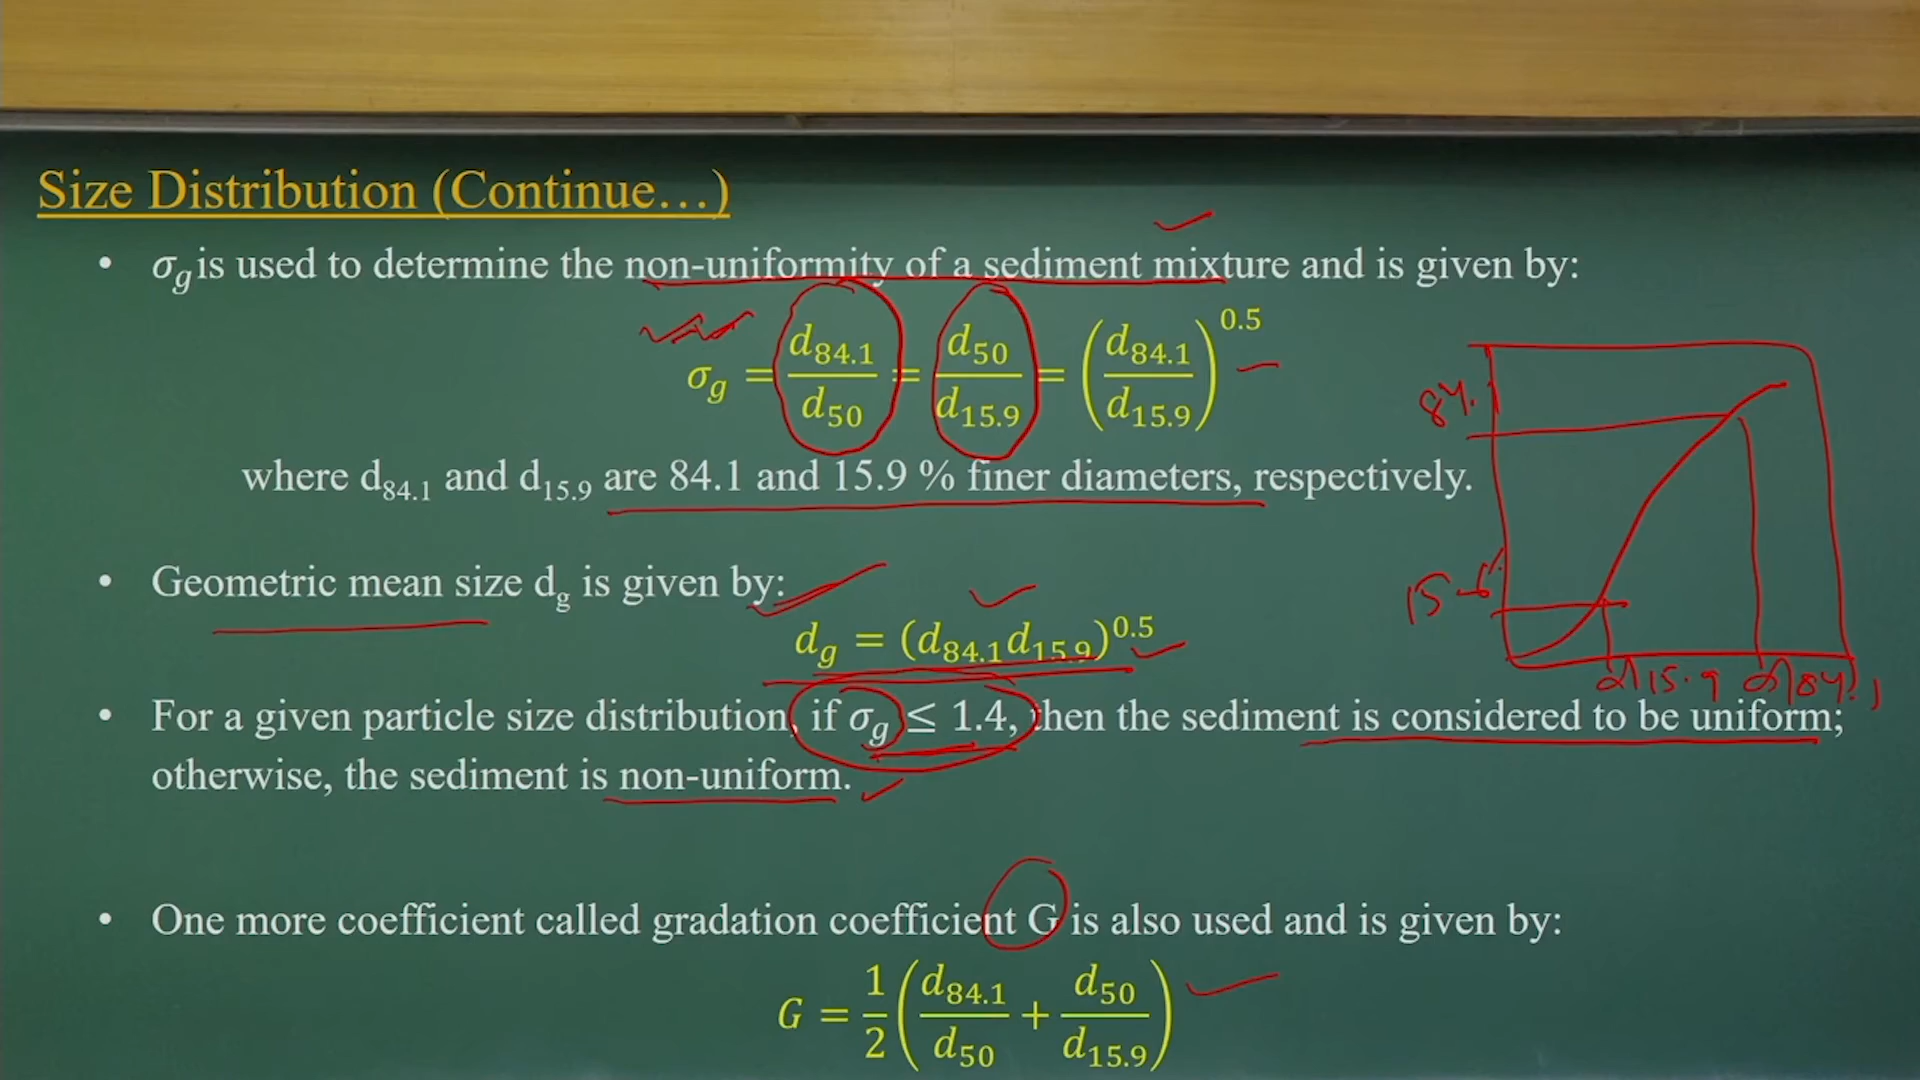 Size Distribution (Continue…)
• σg is used to determine the non-uniformity of a sediment mixture and is given by:
σg = d84.1/d50 = d50/d15.9 = (d84.1/d15.9)^0.5
where d84.1 and d15.9 are 84.1 and 15.9 % finer diameters, respectively.
• Geometric mean size dg is given by:
dg = (d84.1d15.9)^0.5
• For a given particle size distribution, if σg ≤ 1.4, then the sediment is considered to be uniform;
otherwise, the sediment is non-uniform.
• One more coefficient called gradation coefficient G is also used and is given by:
G = 1/2 (d84.1/d50 + d50/d15.9)
84.
d15.9 d84.1